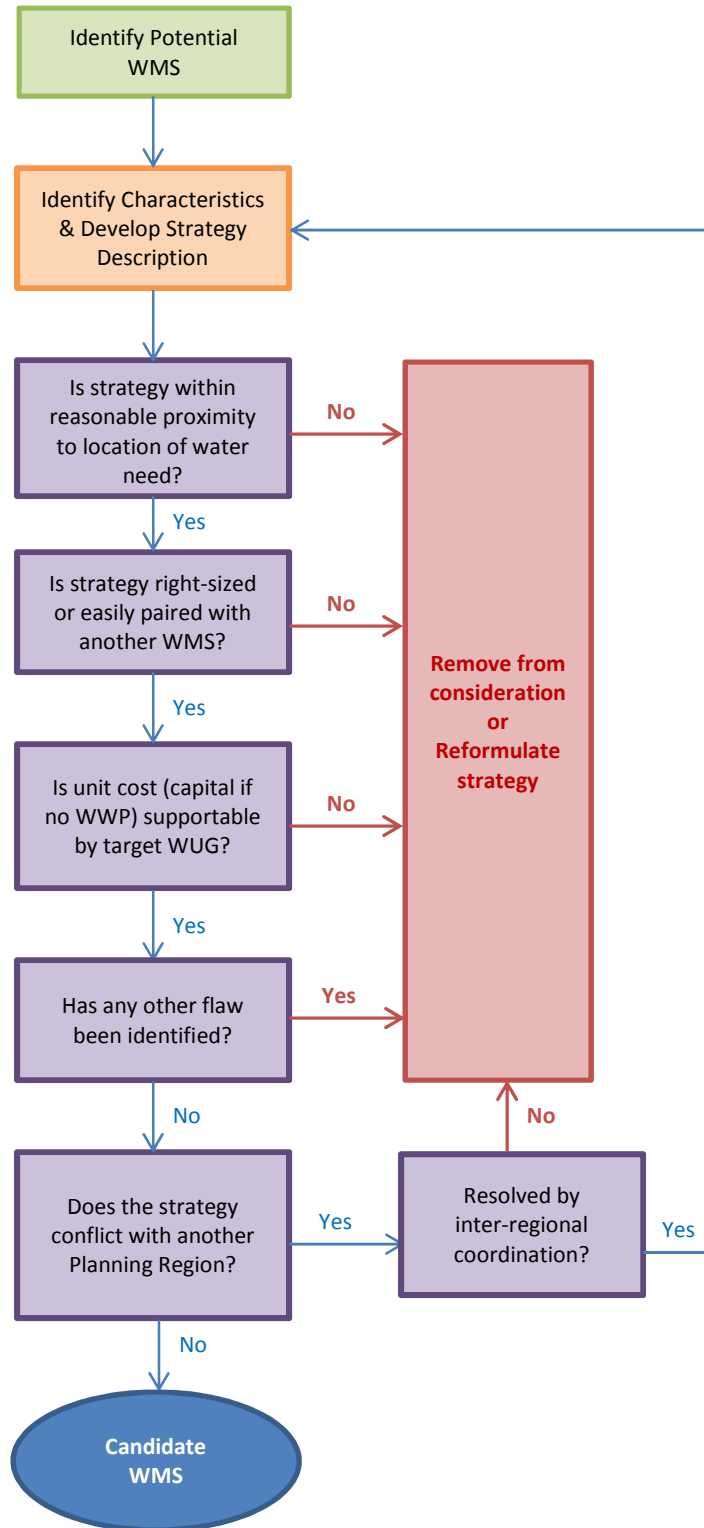 Identify Potential
WMS
Identify Characteristics
& Develop Strategy
Description
Is strategy within
reasonable proximity
to location of water
need?
No
Yes
Is strategy right-sized
or easily paired with
another WMS?
No
Yes
Remove from
consideration
or
Reformulate
strategy
Is unit cost (capital if
no WWP) supportable
by target WUG?
No
Yes
Has any other flaw
been identified?
Yes
No
No
Does the strategy
conflict with another
Planning Region?
Yes
Resolved by
inter-regional
coordination?
Yes
No
Candidate
WMS